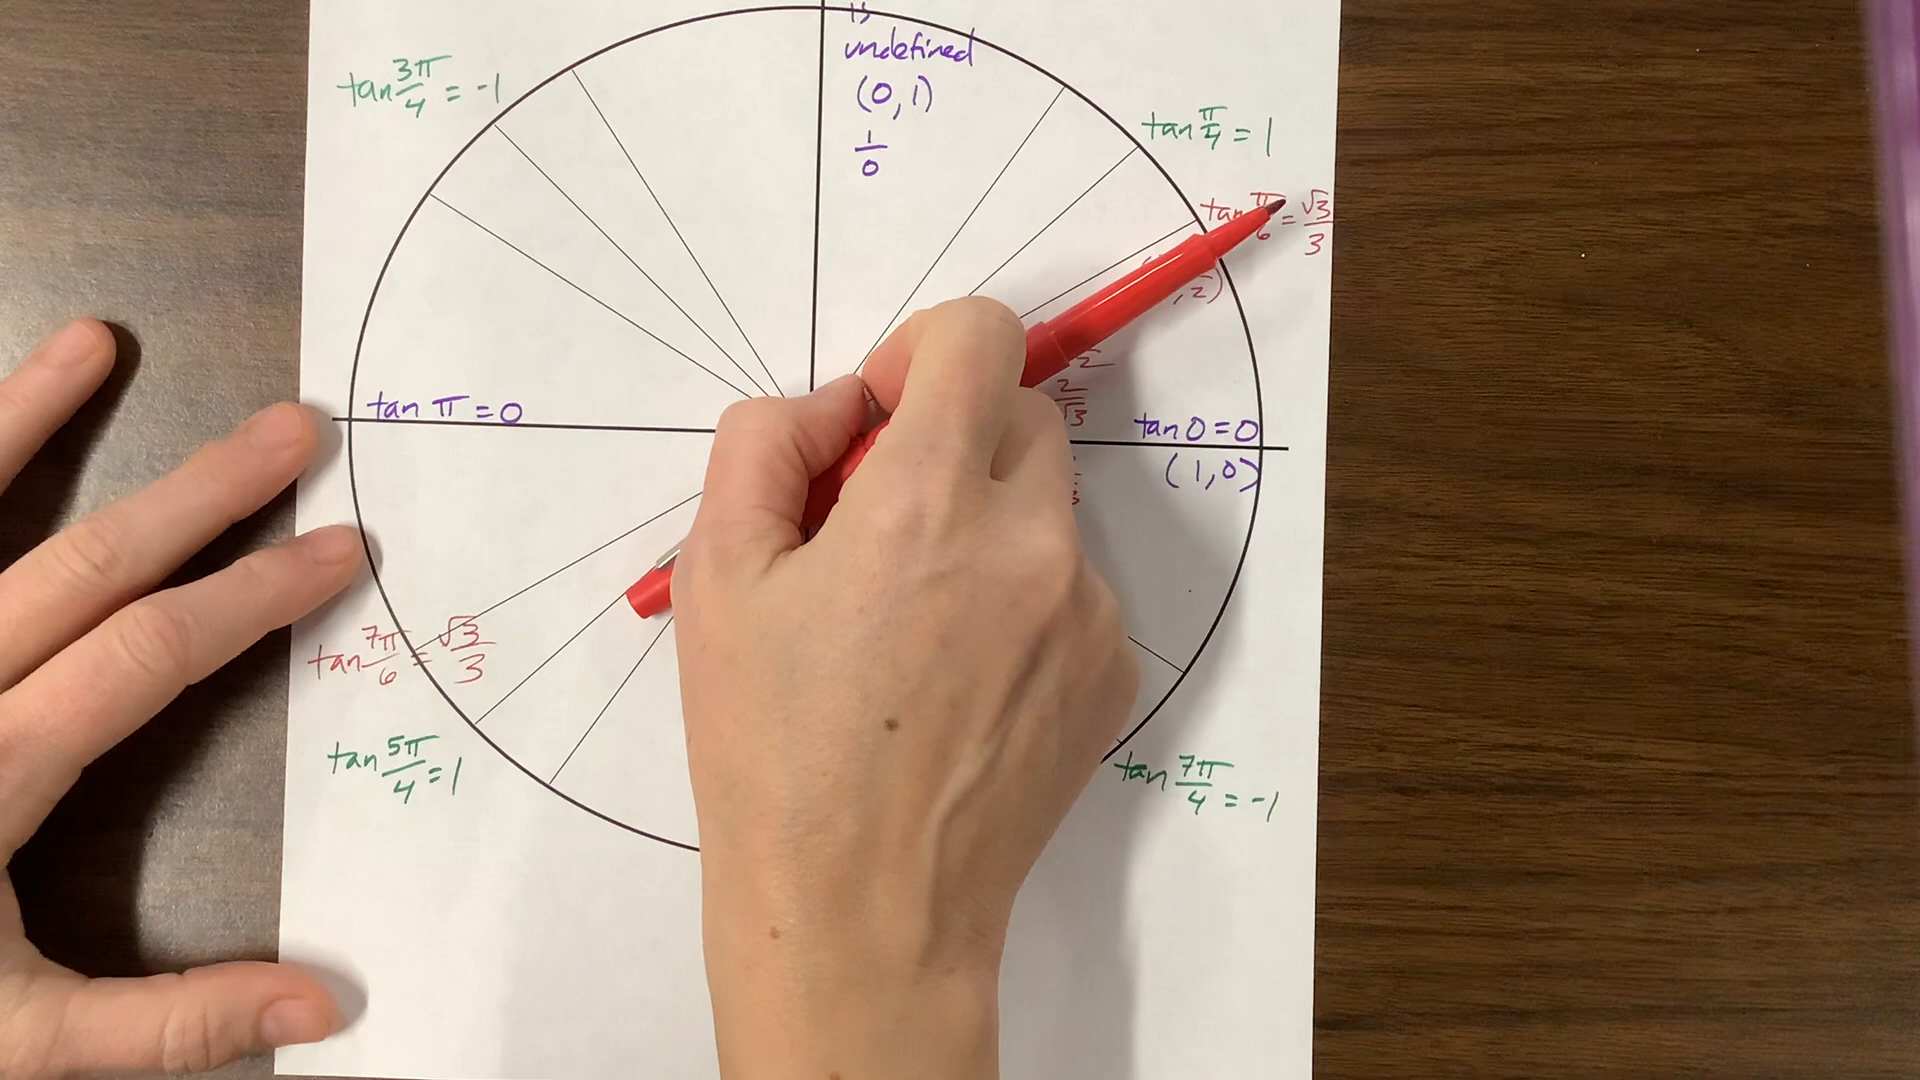 is
undefined
(0,1)
1/0
tan 3π/4 = -1
tan π/4 = 1
tan π/6 = √3/3
tan π = 0
tan 0 = 0
(1,0)
tan 7π/6 = √3/3
tan 5π/4 = 1
tan 7π/4 = -1